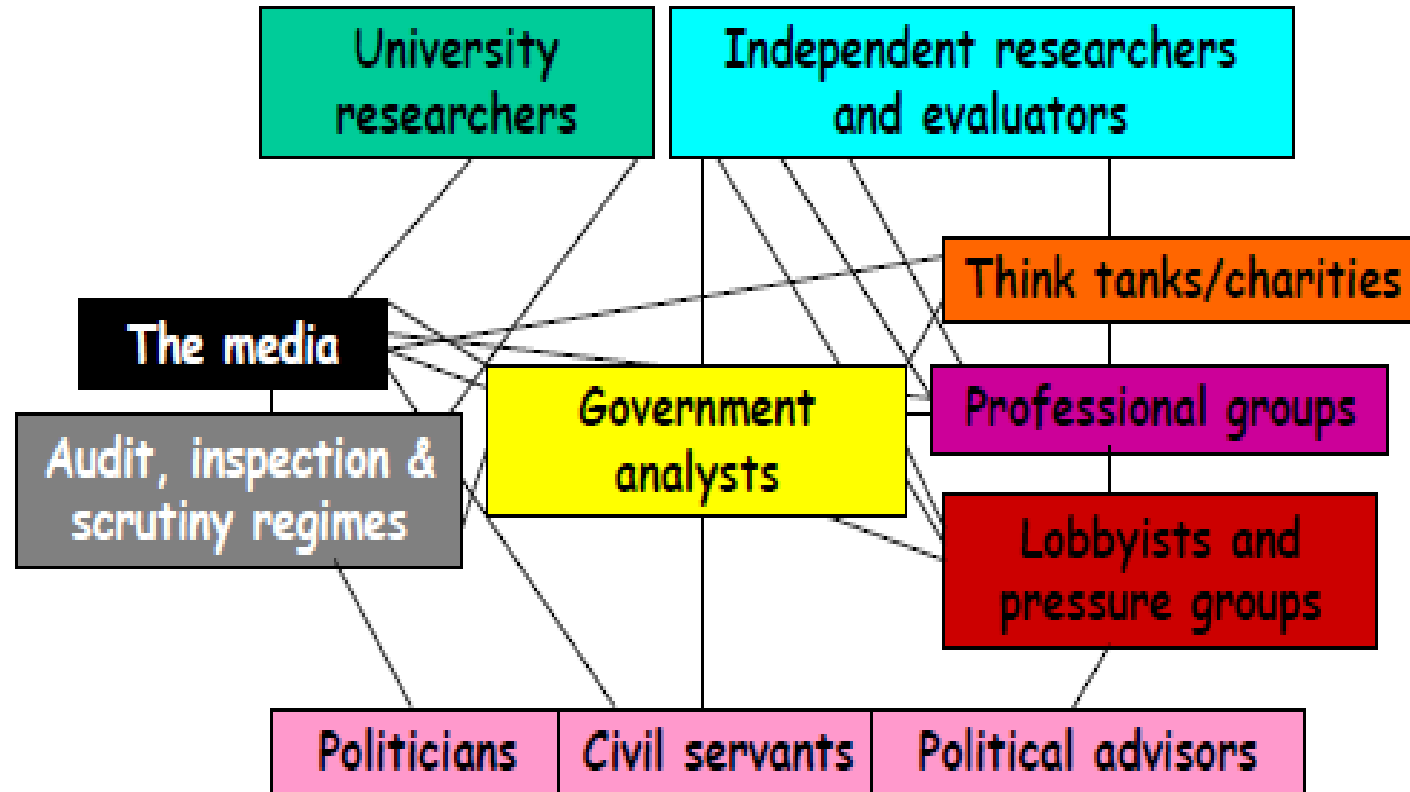 University
researchers
Independent researchers
and evaluators
Think tanks/charities
The media
Government
analysts
Professional groups
Audit, inspection &
scrutiny regimes
Lobbyists and
pressure groups
Politicians
Civil servants
Political advisors